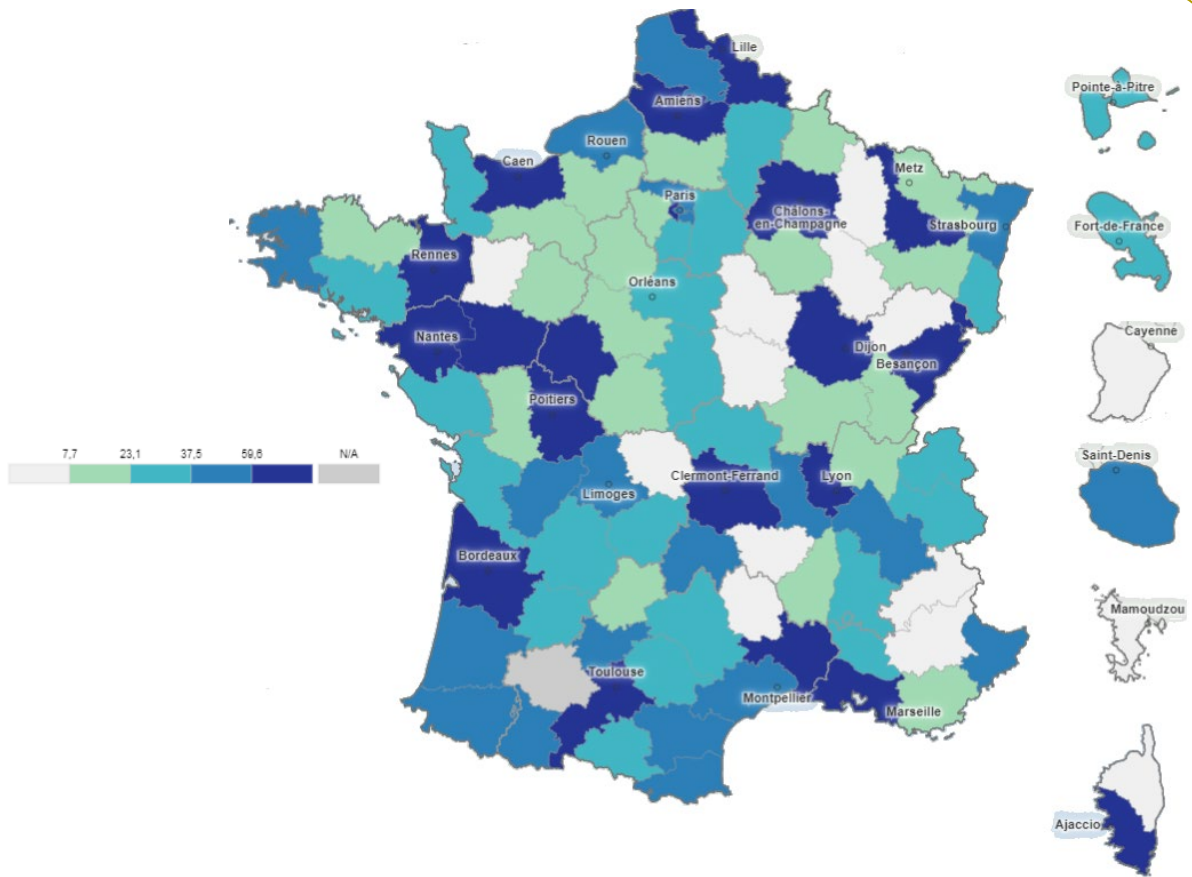 Lille
Pointe-à-Pitre
Amiens
Rouen
Caen
Metz
Paris
Châlons-
en-Champagne
Strasbourg
Fort-de-France
Rennes
Orléans
Cayenne
Nantes
Dijon
Besançon
Poitiers
7,7 23,1 37,5 59,6 N/A
Saint-Denis
Clermont-Ferrand
Lyon
Limoges
Bordeaux
Mamoudzou
Toulouse
Montpellier
Marseille
Ajaccio